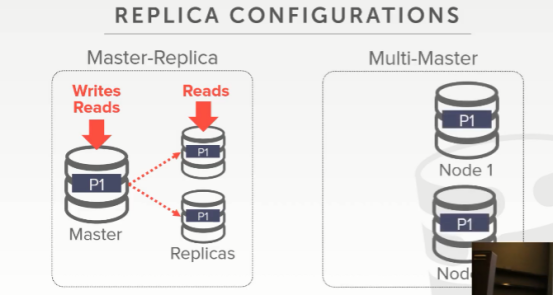 REPLICA CONFIGURATIONS
Master-Replica
Writes
Reads
Reads
P1
P1
P1
Master
Replicas
Multi-Master
P1
Node 1
P1